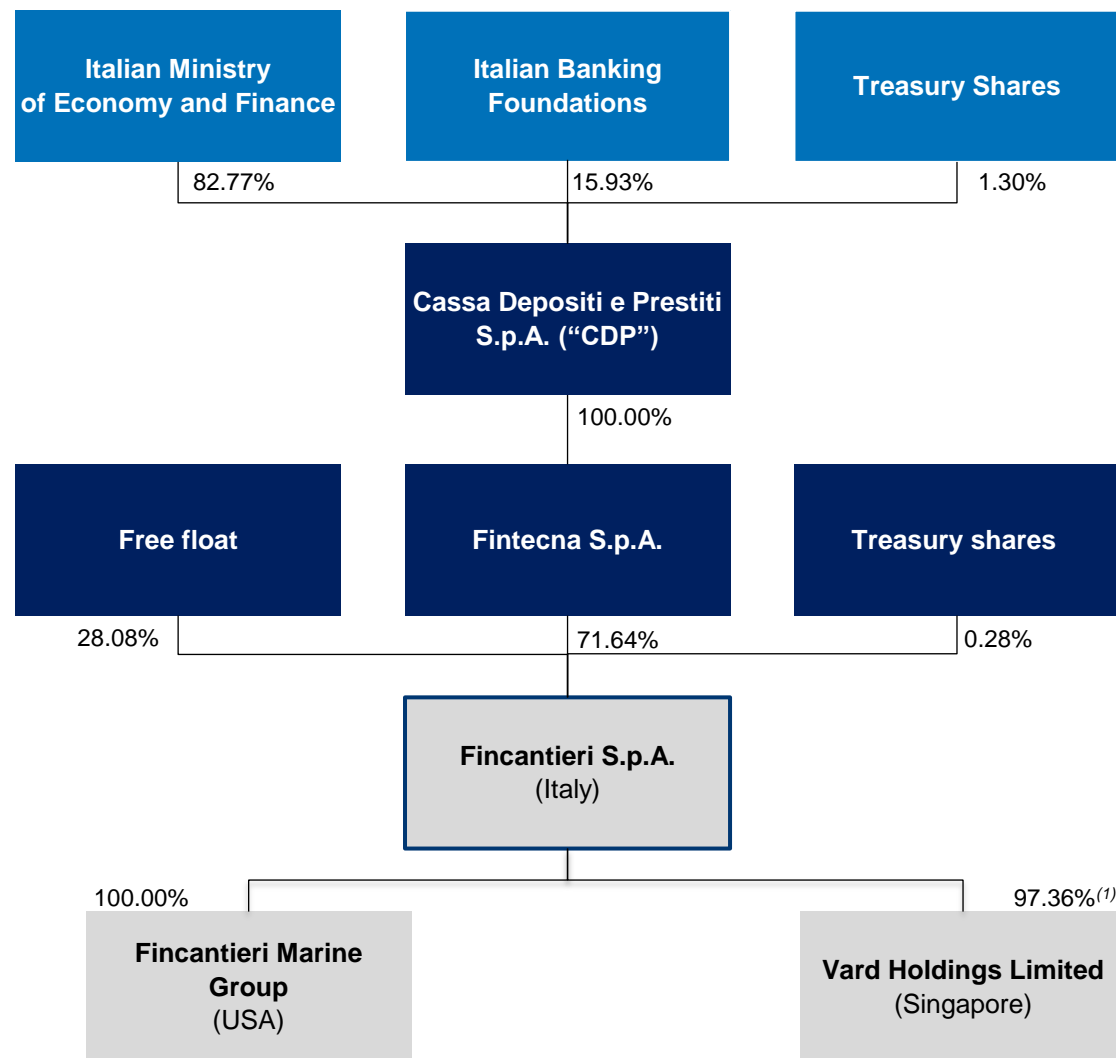 Italian Ministry
of Economy and Finance
Italian Banking
Foundations
Treasury Shares
82.77%
15.93%
1.30%
Cassa Depositi e Prestiti
S.p.A. (“CDP”)
100.00%
Free float
Fintecna S.p.A.
Treasury shares
28.08%
71.64%
0.28%
Fincantieri S.p.A.
(Italy)
100.00%
97.36%(1)
Fincantieri Marine
Group
(USA)
Vard Holdings Limited
(Singapore)